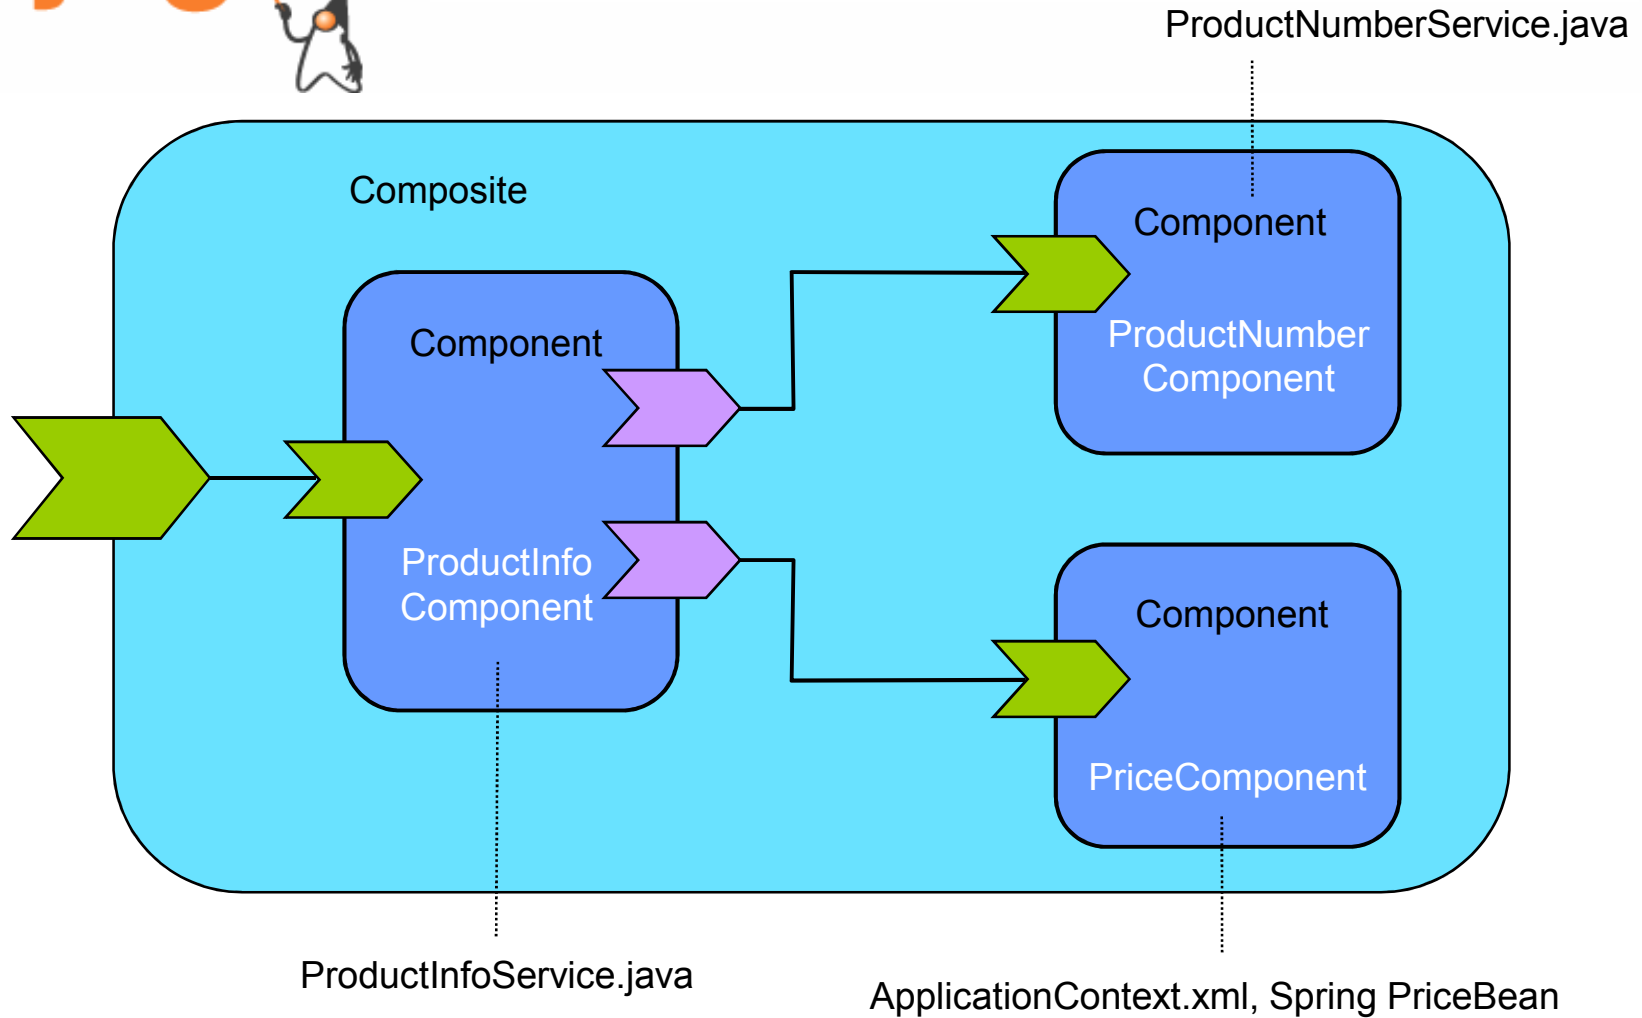 ProductNumberService.java
Composite
Component
ProductNumber
Component
Component
ProductInfo
Component
Component
PriceComponent
ProductInfoService.java
ApplicationContext.xml, Spring PriceBean